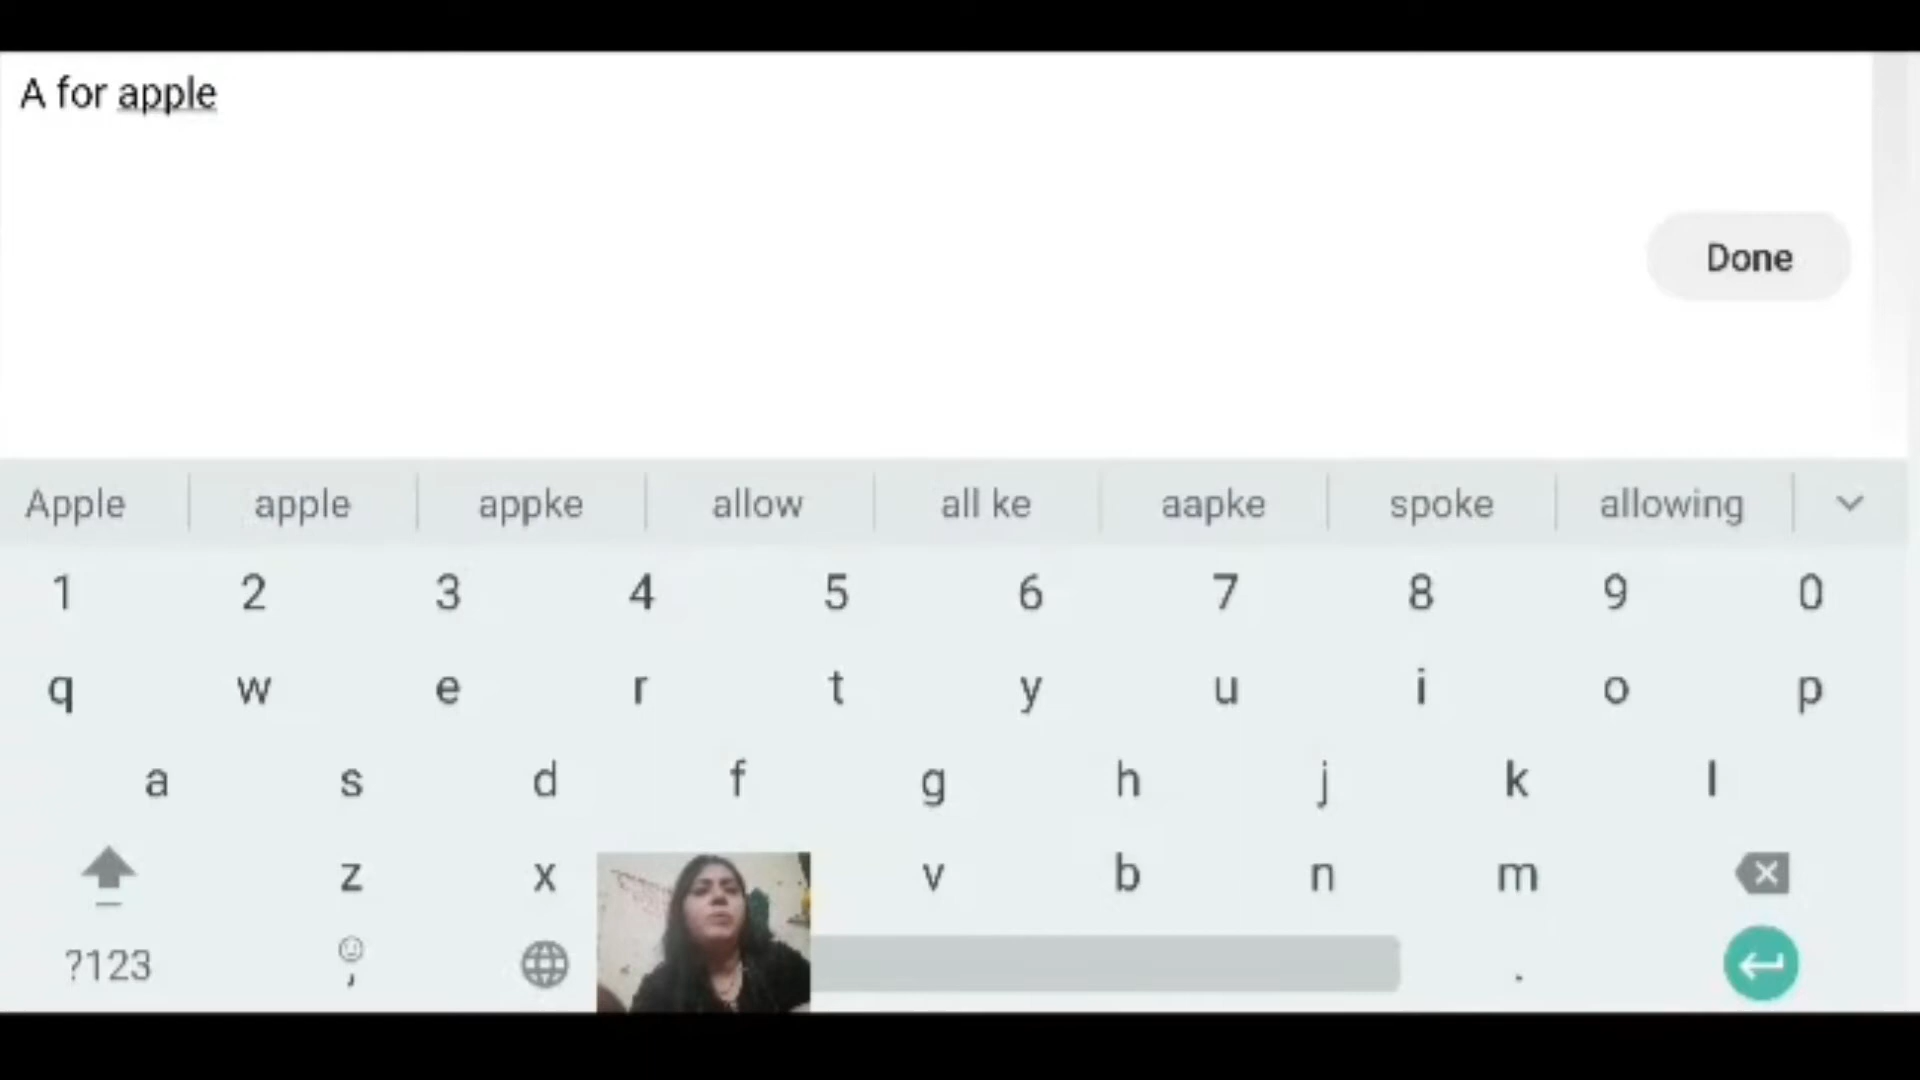 A for apple
Done
Apple apple appke allow all ke aapke spoke allowing
1 2 3 4 5 6 7 8 9 0
q w e r t y u i o p
a s d f g h j k l
z x v b n m
?123 , .